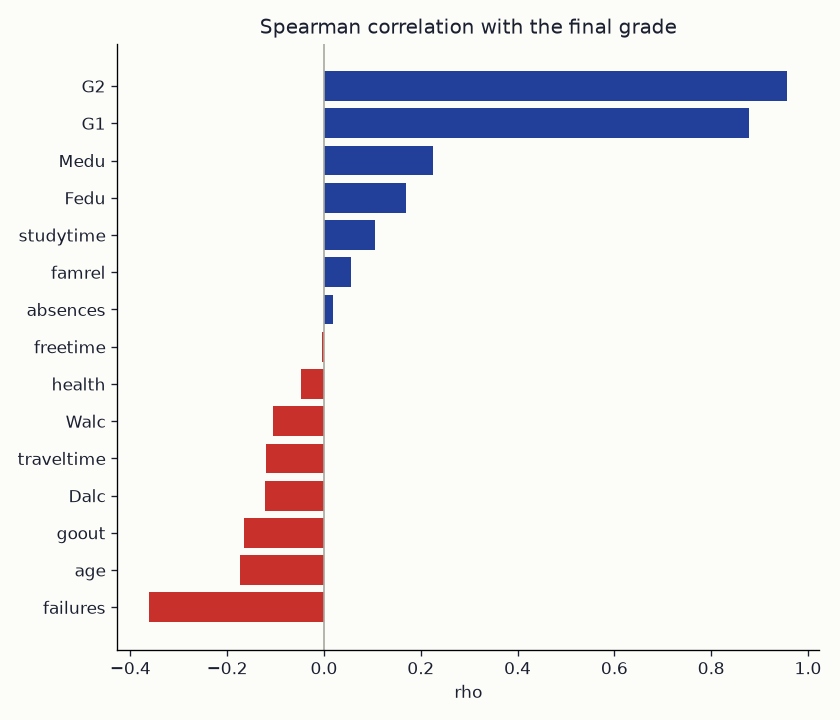 Spearman correlation with the final grade
G2
G1
Medu
Fedu
studytime
famrel
absences
freetime
health
Walc
traveltime
Dalc
goout
age
failures
−0.4 −0.2 0.0 0.2 0.4 0.6 0.8 1.0
rho